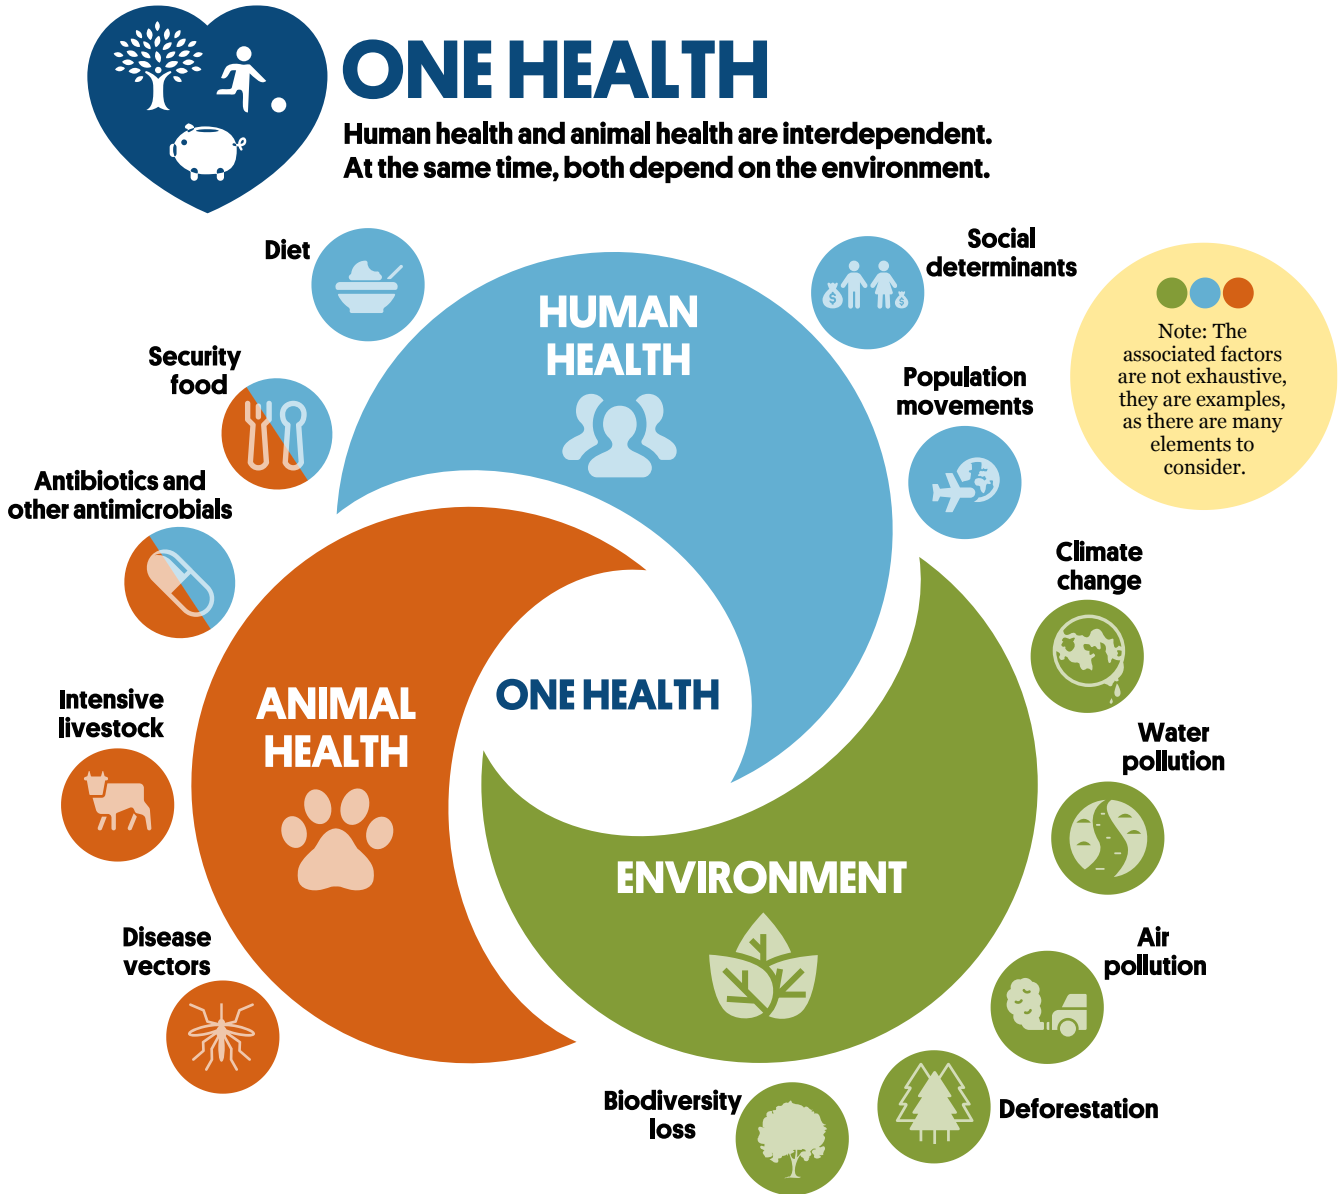 ONE HEALTH
Human health and animal health are interdependent.
At the same time, both depend on the environment.
Diet
Security
food
Antibiotics and
other antimicrobials
Intensive
livestock
Disease
vectors
HUMAN
HEALTH
ANIMAL
HEALTH
ONE HEALTH
ENVIRONMENT
Social
determinants
Population
movements
Climate
change
Water
pollution
Air
pollution
Deforestation
Biodiversity
loss
Note: The
associated factors
are not exhaustive,
they are examples,
as there are many
elements to
consider.
$
$